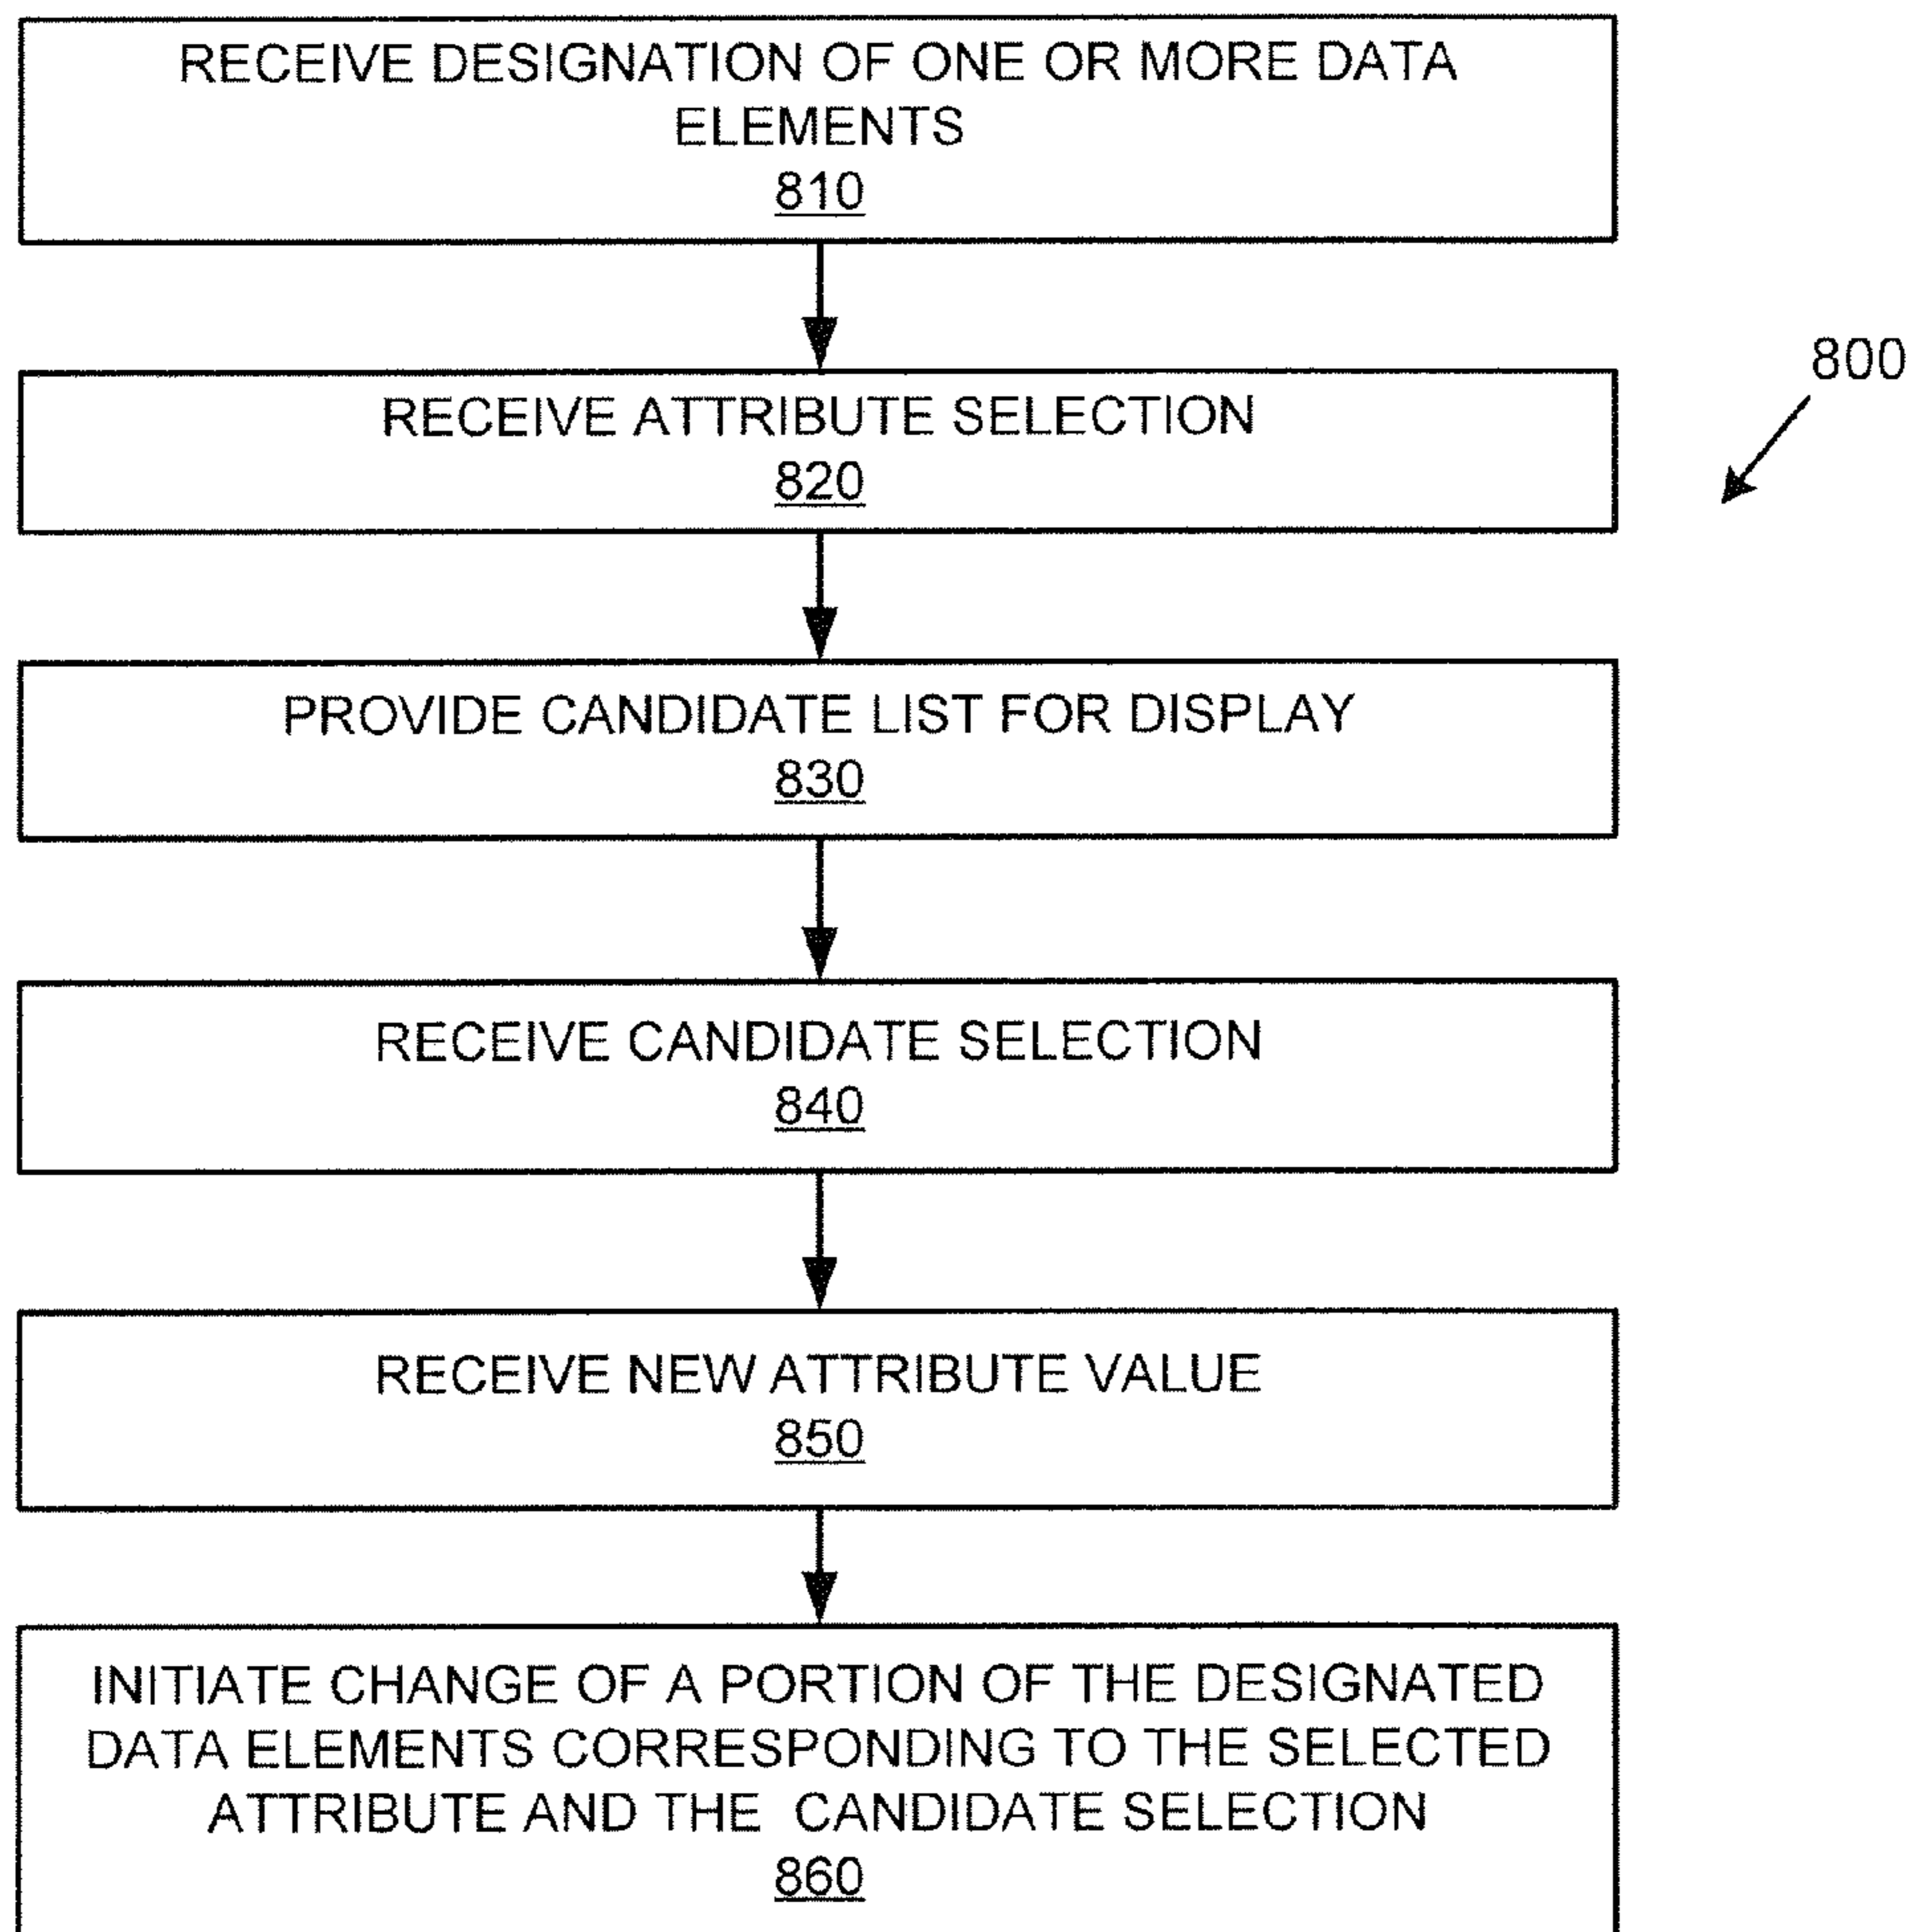 RECEIVE DESIGNATION OF ONE OR MORE DATA
ELEMENTS
810
800
RECEIVE ATTRIBUTE SELECTION
820
PROVIDE CANDIDATE LIST FOR DISPLAY
830
RECEIVE CANDIDATE SELECTION
840
RECEIVE NEW ATTRIBUTE VALUE
850
INITIATE CHANGE OF A PORTION OF THE DESIGNATED
DATA ELEMENTS CORRESPONDING TO THE SELECTED
ATTRIBUTE AND THE CANDIDATE SELECTION
860